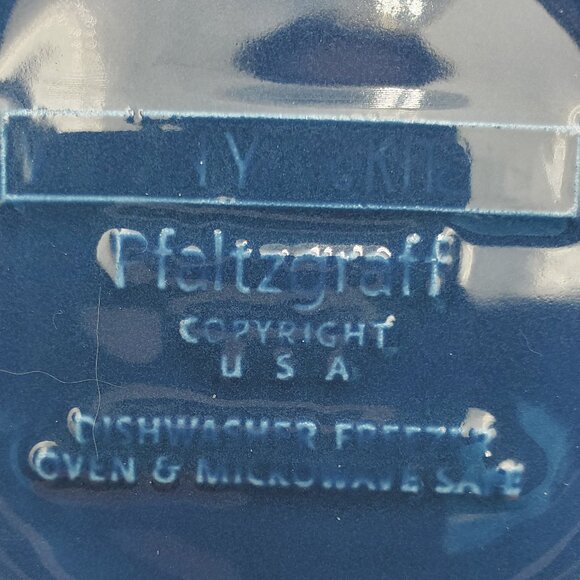 Pfaltzgraff
COPYRIGHT
U S A
DISHWASHER FREEZER
OVEN & MICROWAVE SAFE